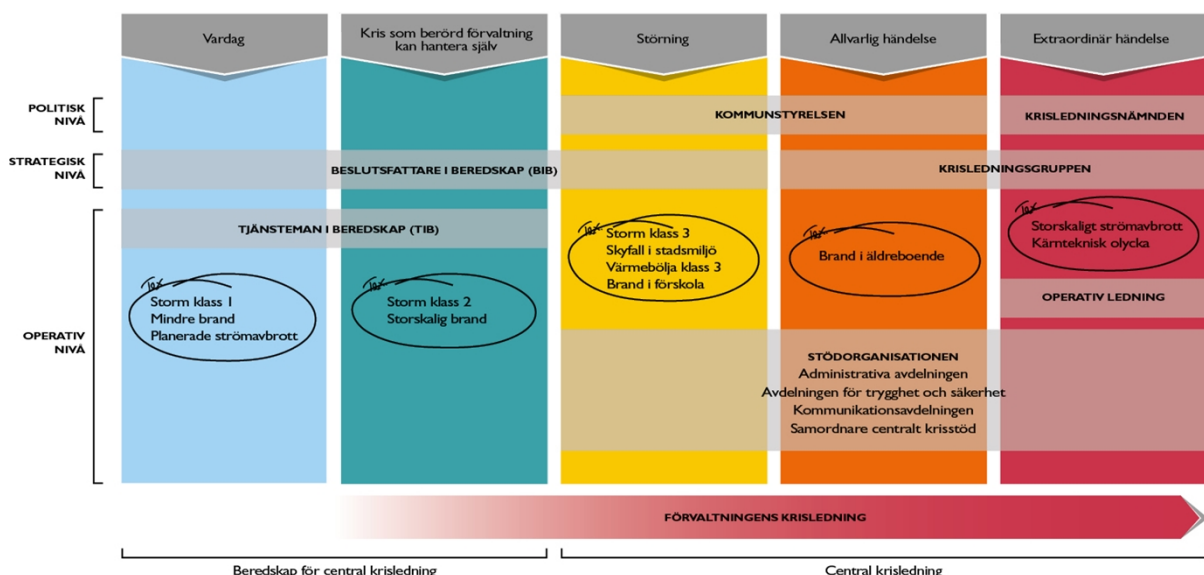 Vardag
Kris som berörd förvaltning
kan hantera själv
Störning
Allvarlig händelse
Extraordinär händelse
POLITISK
NIVÅ
KOMMUNSTYRELSEN
KRISLEDNINGSNÄMNDEN
STRATEGISK
NIVÅ
BESLUTSFATTARE I BEREDSKAP (BIB)
KRISLEDNINGSGRUPPEN
OPERATIV
NIVÅ
TJÄNSTEMAN I BEREDSKAP (TIB)
Storm klass 1
Mindre brand
Planerade strömavbrott
Storm klass 2
Storskalig brand
Storm klass 3
Skyfall i stadsmiljö
Värmebölja klass 3
Brand i förskola
Brand i äldreboende
Storskaligt strömavbrott
Kärnteknisk olycka
OPERATIV LEDNING
STÖDORGANISATIONEN
Administrativa avdelningen
Avdelningen för trygghet och säkerhet
Kommunikationsavdelningen
Samordnare centralt krisstöd
FÖRVALTNINGENS KRISLEDNING
Beredskap för central krisledning
Central krisledning